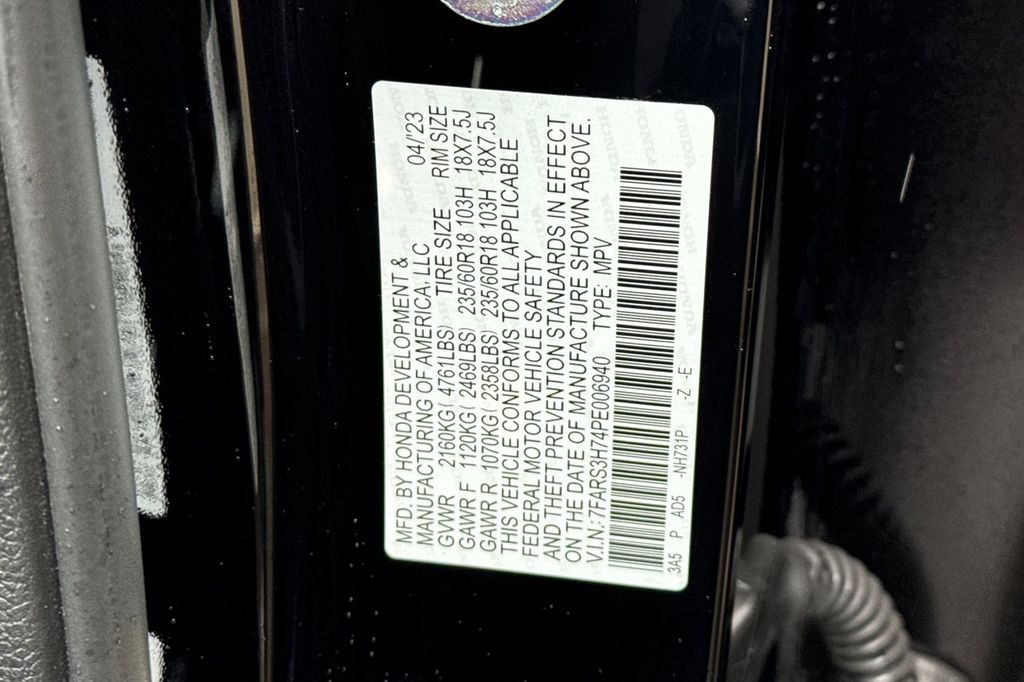 MFD. BY HONDA DEVELOPMENT &
MANUFACTURING OF AMERICA, LLC 04/'23
GVWR 2160KG( 4761LBS) TIRE SIZE RIM SIZE
GAWR F 1120KG( 2469LBS) 235/60R18 103H 18X7.5J
GAWR R 1070KG( 2358LBS) 235/60R18 103H 18X7.5J
THIS VEHICLE CONFORMS TO ALL APPLICABLE
FEDERAL MOTOR VEHICLE SAFETY
AND THEFT PREVENTION STANDARDS IN EFFECT
ON THE DATE OF MANUFACTURE SHOWN ABOVE.
V.I.N.: 7FARS3H74PE006940 TYPE: MPV
3A5 P AD5 -NH731P -Z -E